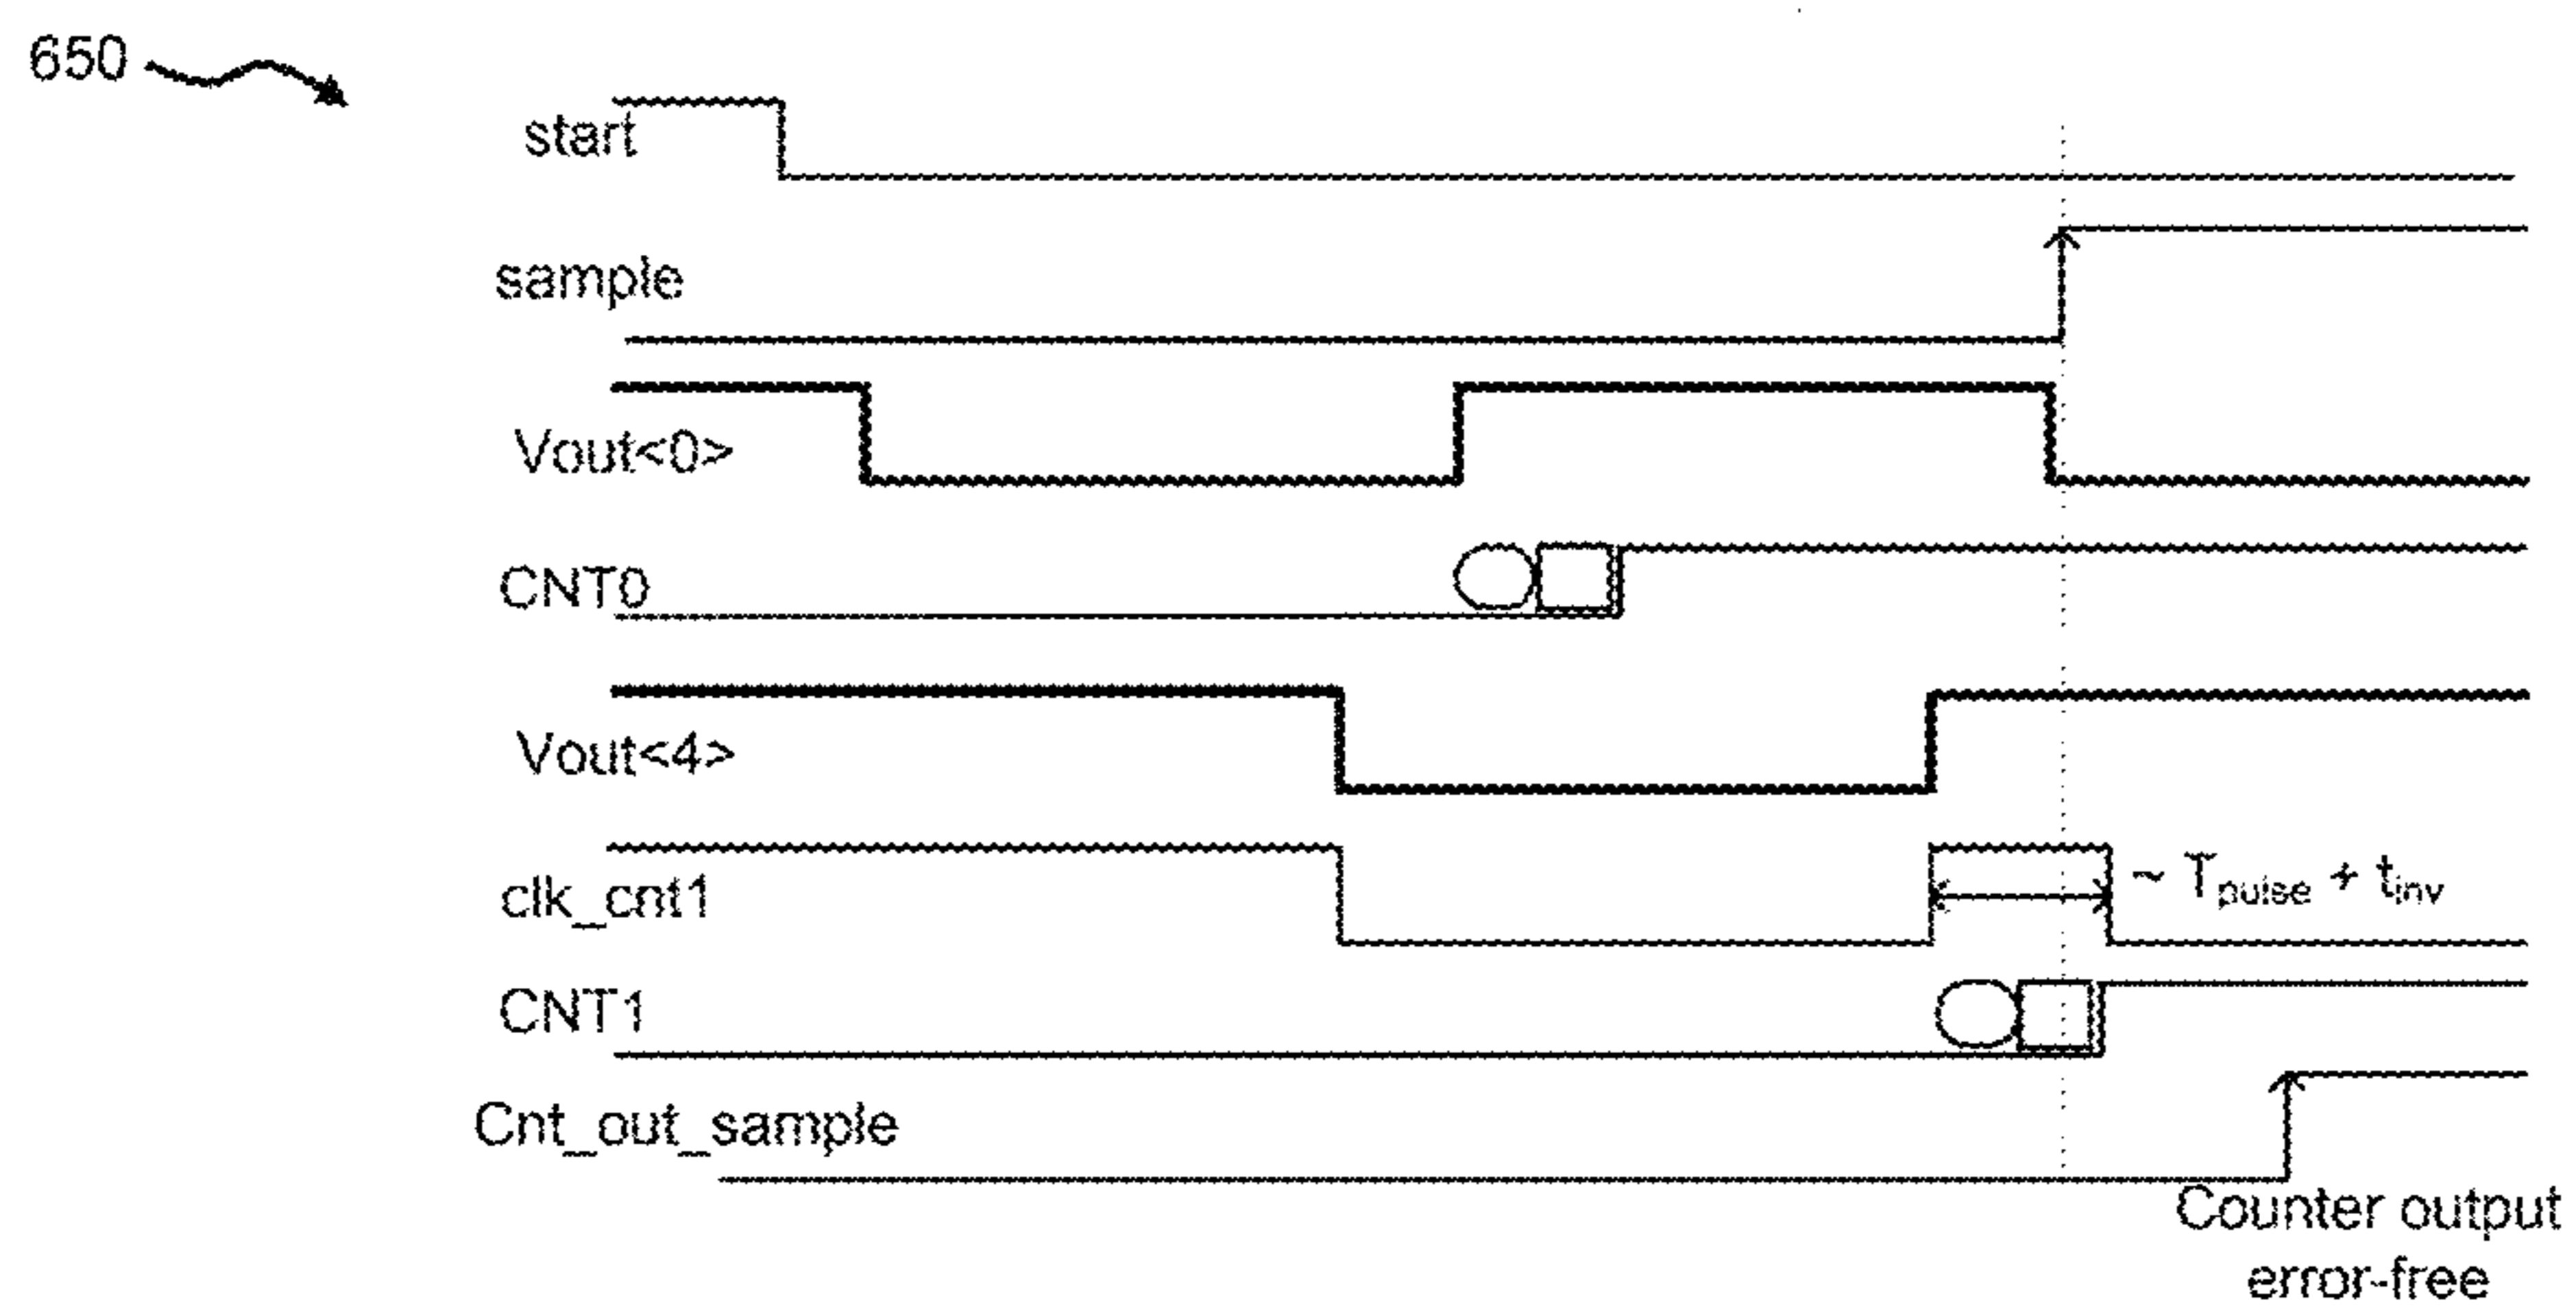 650
start
sample
Vout<0>
CNT0
Vout<4>
clk_cnt1
~ Tpulse + tinv
CNT1
Cnt_out_sample
Counter output
error-free